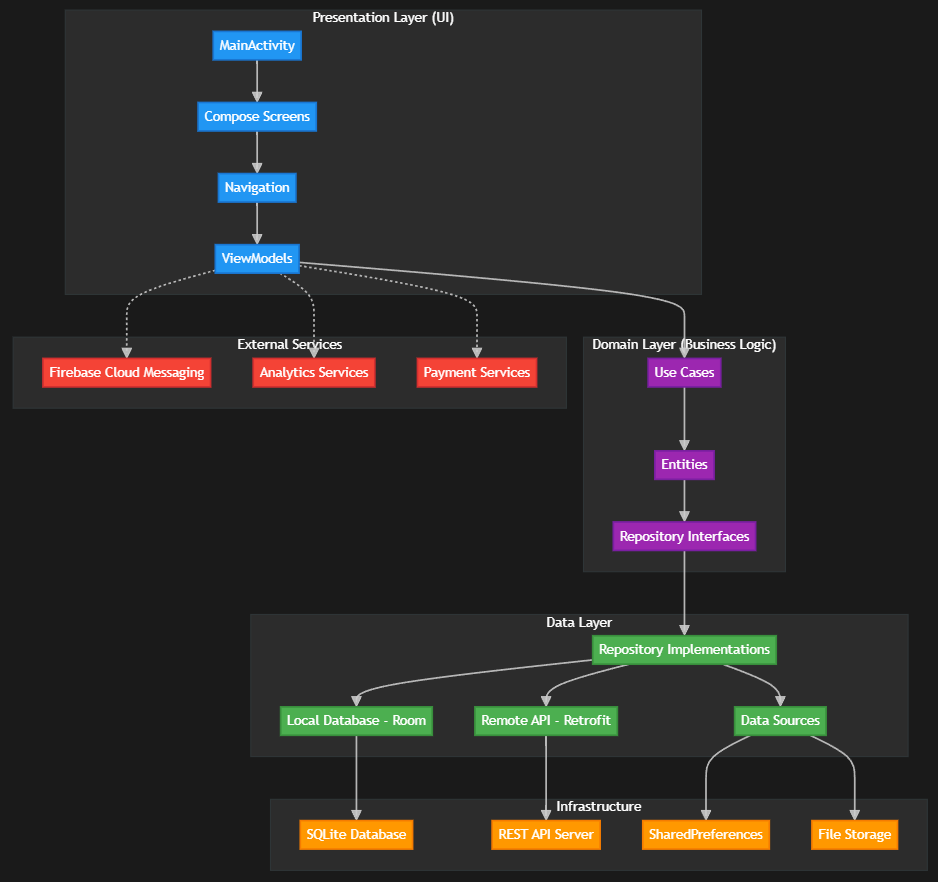 Presentation Layer (UI)
MainActivity
Compose Screens
Navigation
ViewModels
External Services
Firebase Cloud Messaging
Analytics Services
Payment Services
Domain Layer (Business Logic)
Use Cases
Entities
Repository Interfaces
Data Layer
Repository Implementations
Local Database - Room
Remote API - Retrofit
Data Sources
Infrastructure
SQLite Database
REST API Server
SharedPreferences
File Storage